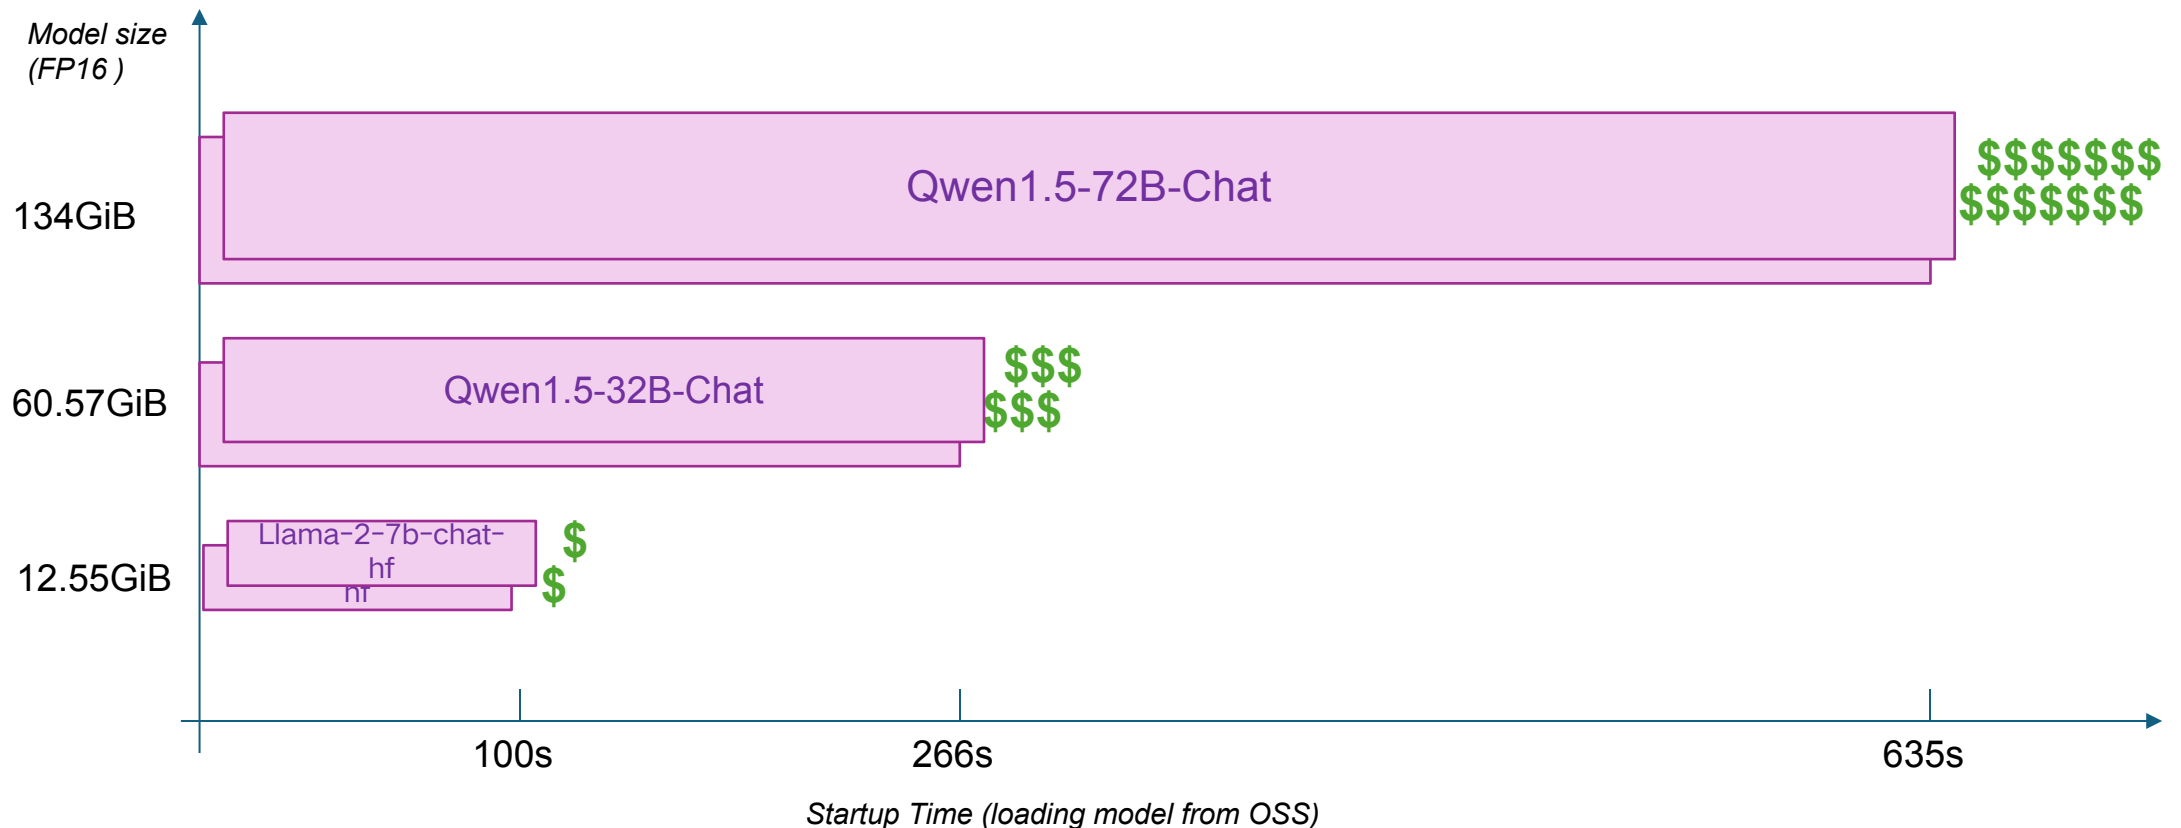 Model size
(FP16 )
134GiB
Qwen1.5-72B-Chat
$$$$$$$
$$$$$$$
60.57GiB
Qwen1.5-32B-Chat
$$$
$$$
12.55GiB
Llama-2-7b-chat-
hf
hf
$
$
100s
266s
635s
Startup Time (loading model from OSS)